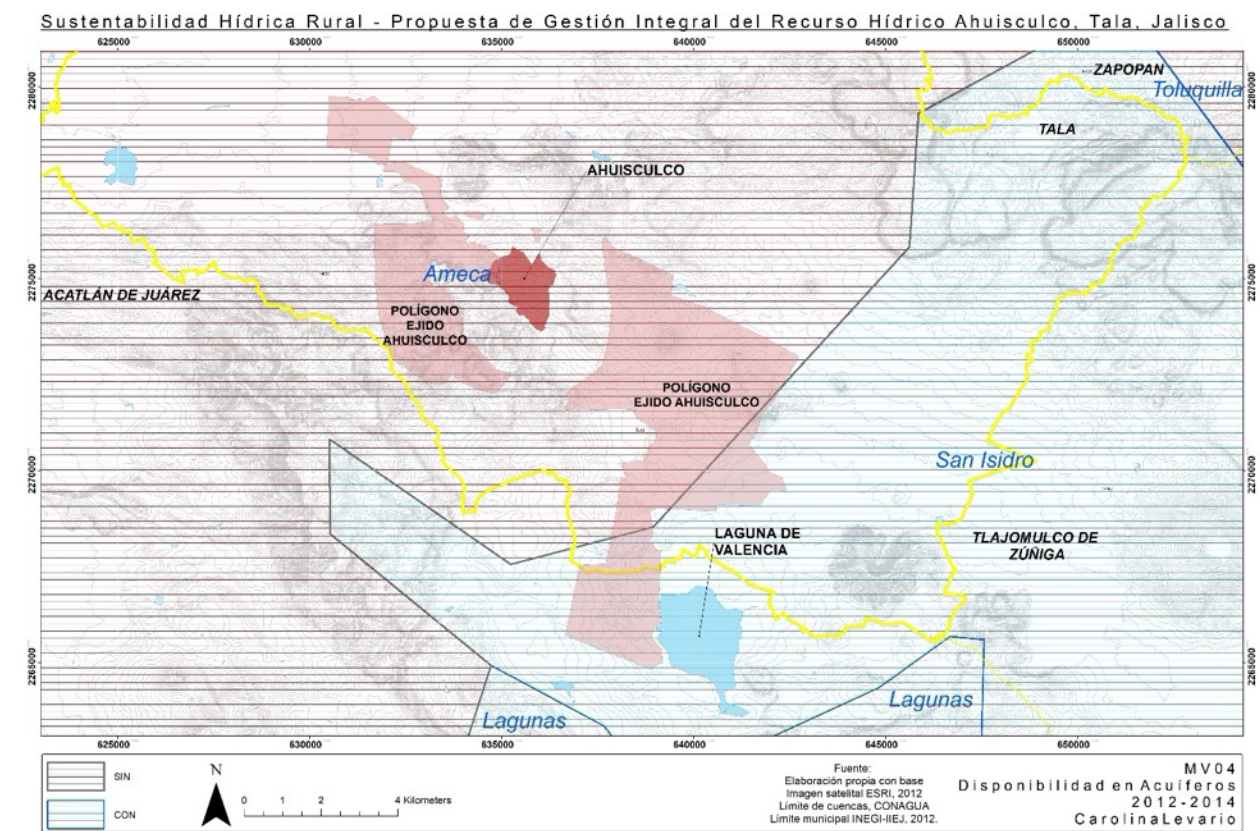 Sustentabilidad Hídrica Rural - Propuesta de Gestión Integral del Recurso Hídrico Ahuisculco, Tala, Jalisco
625000 630000 635000 640000 645000 650000
2280000
2280000
ZAPOPAN
Toluquilla
TALA
AHUISCULCO
Ameca
2275000
2275000
ACATLÁN DE JUÁREZ
POLÍGONO
EJIDO
AHUISCULCO
POLÍGONO
EJIDO AHUISCULCO
2270000
2270000
San Isidro
LAGUNA DE
VALENCIA
TLAJOMULCO DE
ZÚÑIGA
2265000
2265000
Lagunas
Lagunas
625000 630000 635000 640000 645000 650000
SIN
CON
N
0 1 2 4 Kilometers
Fuente:
Elaboración propia con base
Imagen satelital ESRI, 2012
Límite de cuencas, CONAGUA
Límite municipal INEGI-IIEJ, 2012.
MV04
Disponibilidad en Acuíferos
2012-2014
CarolinaLevario